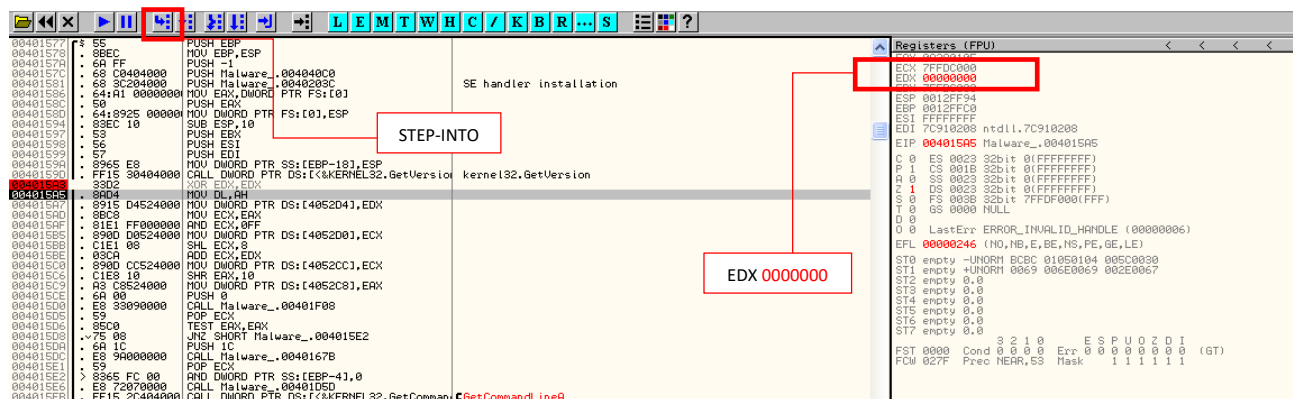 L E M T W H C / K B R ... S ?
00401577 $ 55 PUSH EBP
00401578 . 8BEC MOV EBP,ESP
0040157A . 6A FF PUSH -1
0040157C . 68 C0404000 PUSH Malware_.004040C0
00401581 . 68 3C204000 PUSH Malware_.0040203C SE handler installation
00401586 . 64:A1 00000000 MOV EAX,DWORD PTR FS:[0]
0040158C . 50 PUSH EAX
0040158D . 64:8925 000000 MOV DWORD PTR FS:[0],ESP
00401594 . 83EC 10 SUB ESP,10
00401597 . 53 PUSH EBX
00401598 . 56 PUSH ESI
00401599 . 57 PUSH EDI
0040159A . 8965 E8 MOV DWORD PTR SS:[EBP-18],ESP
0040159D . FF15 30404000 CALL DWORD PTR DS:[<&KERNEL32.GetVersion kernel32.GetVersion
004015A3 33D2 XOR EDX,EDX
004015A5 . 8AD4 MOV DL,AH
004015A7 . 8915 D4524000 MOV DWORD PTR DS:[4052D4],EDX
004015AD . 8BC8 MOV ECX,EAX
004015AF . 81E1 FF000000 AND ECX,0FF
004015B5 . 890D D0524000 MOV DWORD PTR DS:[4052D0],ECX
004015BB . C1E1 08 SHL ECX,8
004015BE . 03CA ADD ECX,EDX
004015C0 . 890D CC524000 MOV DWORD PTR DS:[4052CC],ECX
004015C6 . C1E8 10 SHR EAX,10
004015C9 . A3 C8524000 MOV DWORD PTR DS:[4052C8],EAX
004015CE . 6A 00 PUSH 0
004015D0 . E8 33090000 CALL Malware_.00401F08
004015D5 . 59 POP ECX
004015D6 . 85C0 TEST EAX,EAX
004015D8 .v75 08 JNZ SHORT Malware_.004015E2
004015DA . 6A 1C PUSH 1C
004015DC . E8 9A000000 CALL Malware_.0040167B
004015E1 . 59 POP ECX
004015E2 > 8365 FC 00 AND DWORD PTR SS:[EBP-4],0
004015E6 . E8 72070000 CALL Malware_.00401D5D
004015EB . FF15 2C404000 CALL DWORD PTR DS:[<&KERNEL32.GetComman GetCommandLineA
STEP-INTO
EDX 0000000
Registers (FPU) < < < <
ECX 7FFDC000
EDX 00000000
ESP 0012FF94
EBP 0012FFC0
ESI FFFFFFFF
EDI 7C910208 ntdll.7C910208
EIP 004015A5 Malware_.004015A5
C 0 ES 0023 32bit 0(FFFFFFFF)
P 1 CS 001B 32bit 0(FFFFFFFF)
A 0 SS 0023 32bit 0(FFFFFFFF)
Z 1 DS 0023 32bit 0(FFFFFFFF)
S 0 FS 003B 32bit 7FFDF000(FFF)
T 0 GS 0000 NULL
D 0
O 0 LastErr ERROR_INVALID_HANDLE (00000006)
EFL 00000246 (NO,NB,E,BE,NS,PE,GE,LE)
ST0 empty -UNORM BCBC 01050104 005C0030
ST1 empty +UNORM 0069 006E0069 002E0067
ST2 empty 0.0
ST3 empty 0.0
ST4 empty 0.0
ST5 empty 0.0
ST6 empty 0.0
ST7 empty 0.0
3 2 1 0 E S P U O Z D I
FST 0000 Cond 0 0 0 0 Err 0 0 0 0 0 0 0 0 (GT)
FCW 027F Prec NEAR,53 Mask 1 1 1 1 1 1